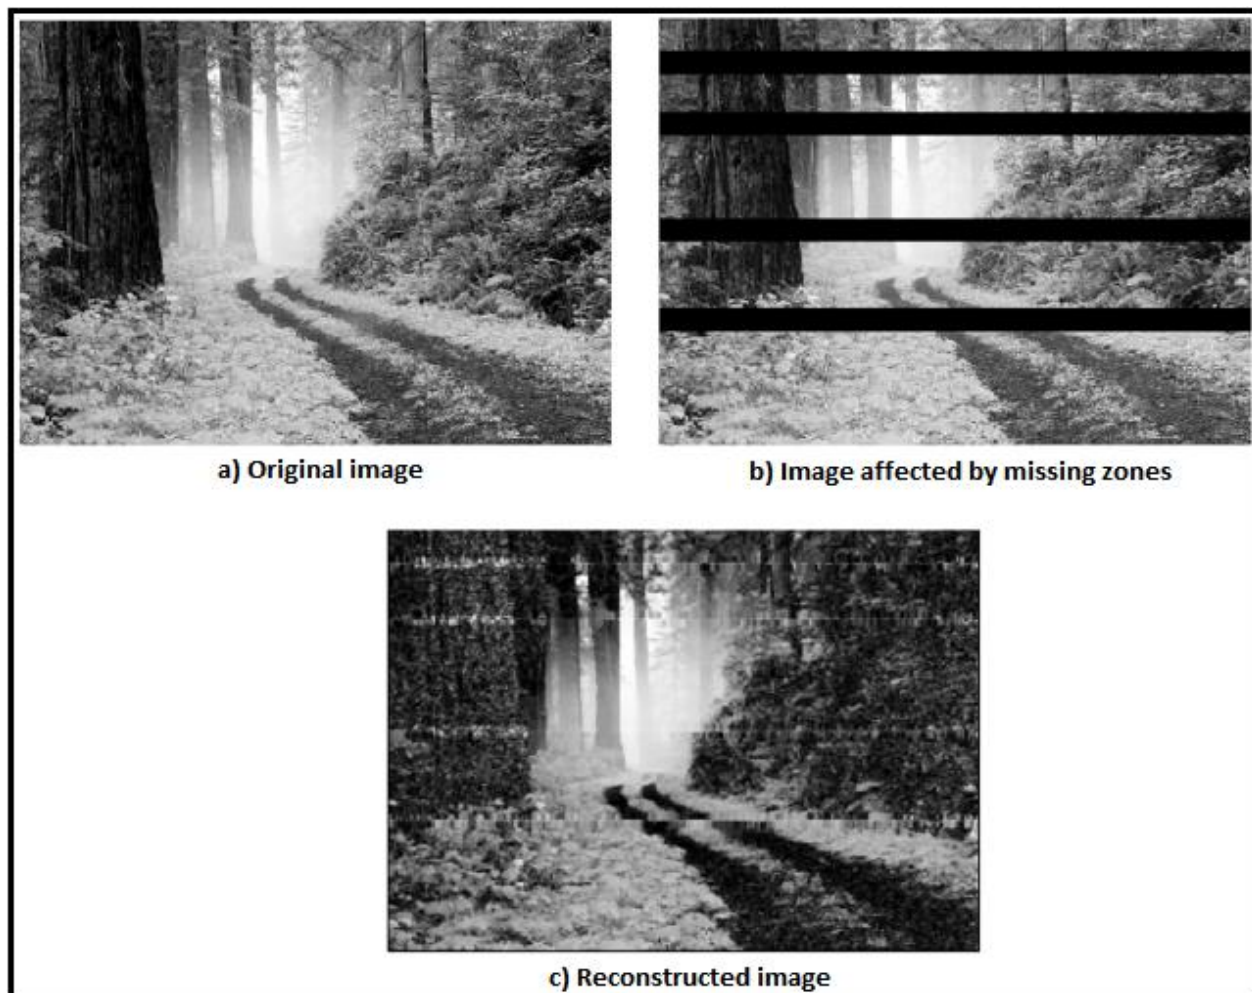 a) Original image
b) Image affected by missing zones
c) Reconstructed image